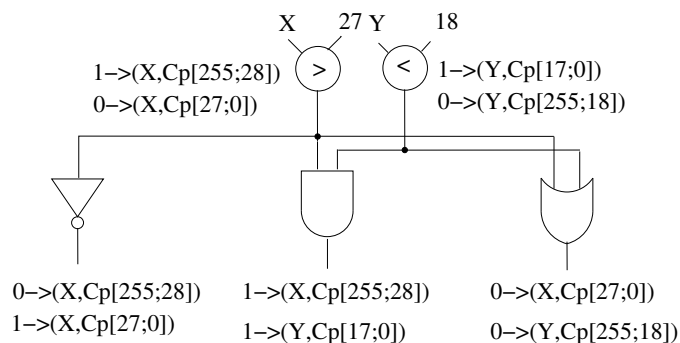 X 27 Y 18
> <
1−>(X,Cp[255;28]) 1−>(Y,Cp[17;0])
0−>(X,Cp[27;0]) 0−>(Y,Cp[255;18])
0−>(X,Cp[255;28]) 1−>(X,Cp[255;28]) 0−>(X,Cp[27;0])
1−>(X,Cp[27;0]) 1−>(Y,Cp[17;0]) 0−>(Y,Cp[255;18])